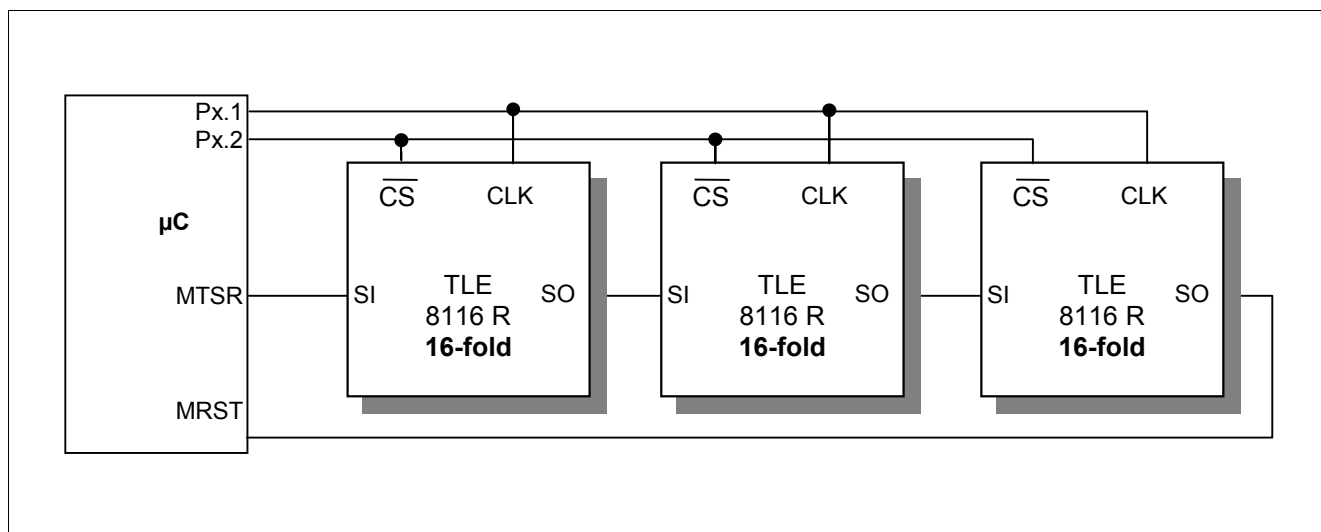 Px.1
Px.2
µC
MTSR
MRST
CS
CLK
SI
TLE
8116 R
16-fold
SO
CS
CLK
SI
TLE
8116 R
16-fold
SO
CS
CLK
SI
TLE
8116 R
16-fold
SO